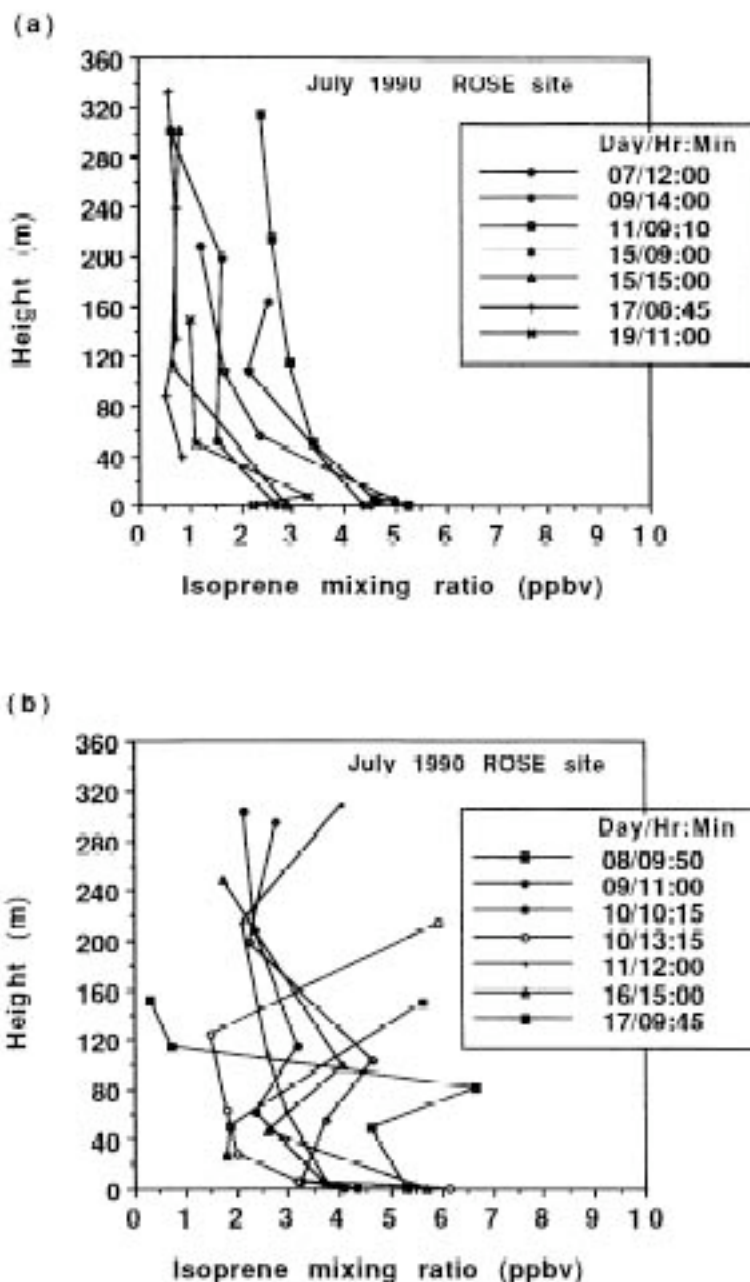 (a)
360
320
280
240
200
160
120
80
40
0
Height (m)
July 1990 ROSE site
Day/Hr:Min
07/12:00
09/14:00
11/09:10
15/09:00
15/15:00
17/08:45
19/11:00
0 1 2 3 4 5 6 7 8 9 10
Isoprene mixing ratio (ppbv)
(b)
360
320
280
240
200
160
120
80
40
0
Height (m)
July 1990 ROSE site
Day/Hr:Min
08/09:50
09/11:00
10/10:15
10/13:15
11/12:00
16/15:00
17/09:45
0 1 2 3 4 5 6 7 8 9 10
Isoprene mixing ratio (ppbv)